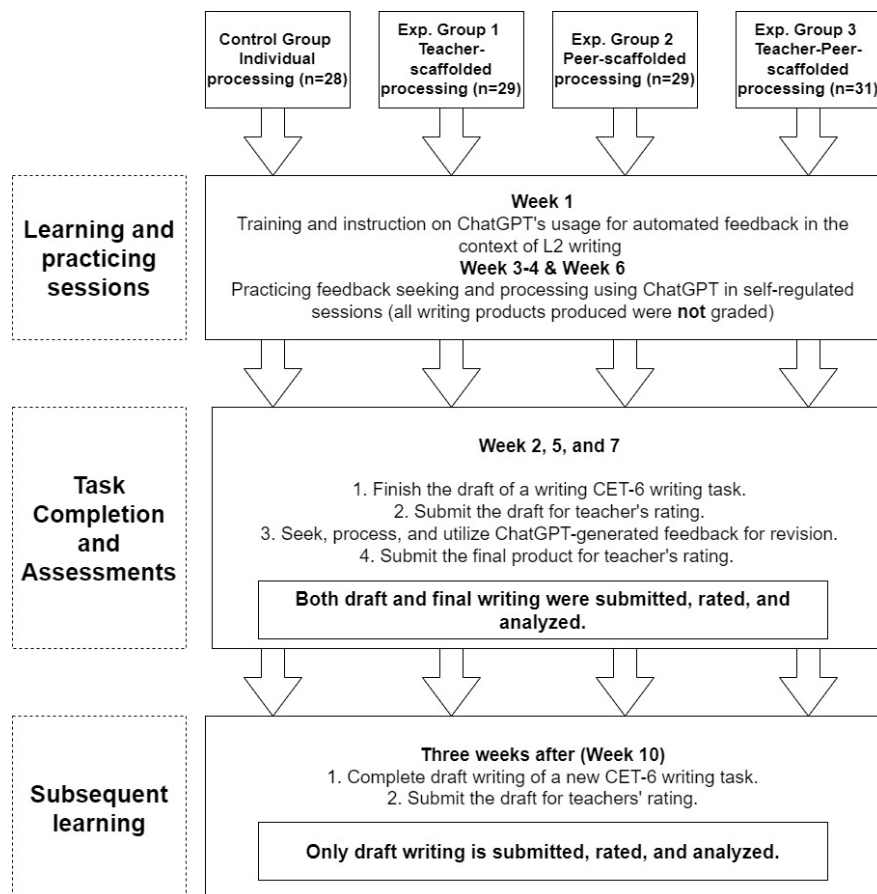 Control Group
Individual
processing (n=28)
Exp. Group 1
Teacher-
scaffolded
processing (n=29)
Exp. Group 2
Peer-scaffolded
processing (n=29)
Exp. Group 3
Teacher-Peer-
scaffolded
processing (n=31)
Learning and
practicing
sessions
Week 1
Training and instruction on ChatGPT's usage for automated feedback in the
context of L2 writing
Week 3-4 & Week 6
Practicing feedback seeking and processing using ChatGPT in self-regulated
sessions (all writing products produced were not graded)
Task
Completion
and
Assessments
Week 2, 5, and 7
1. Finish the draft of a writing CET-6 writing task.
2. Submit the draft for teacher's rating.
3. Seek, process, and utilize ChatGPT-generated feedback for revision.
4. Submit the final product for teacher's rating.
Both draft and final writing were submitted, rated, and
analyzed.
Subsequent
learning
Three weeks after (Week 10)
1. Complete draft writing of a new CET-6 writing task.
2. Submit the draft for teachers' rating.
Only draft writing is submitted, rated, and analyzed.